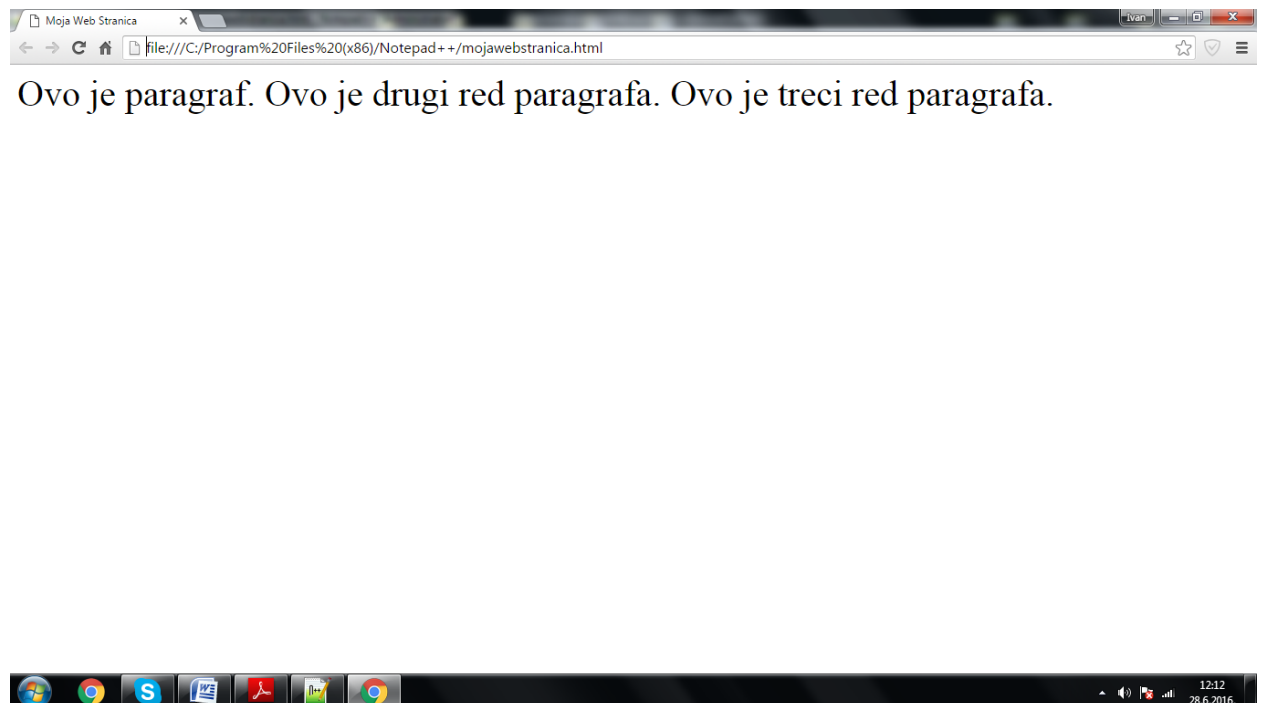 Moja Web Stranica
Ivan
file:///C:/Program%20Files%20(x86)/Notepad++/mojawebstranica.html
Ovo je paragraf. Ovo je drugi red paragrafa. Ovo je treci red paragrafa.
12:12
28.6.2016.